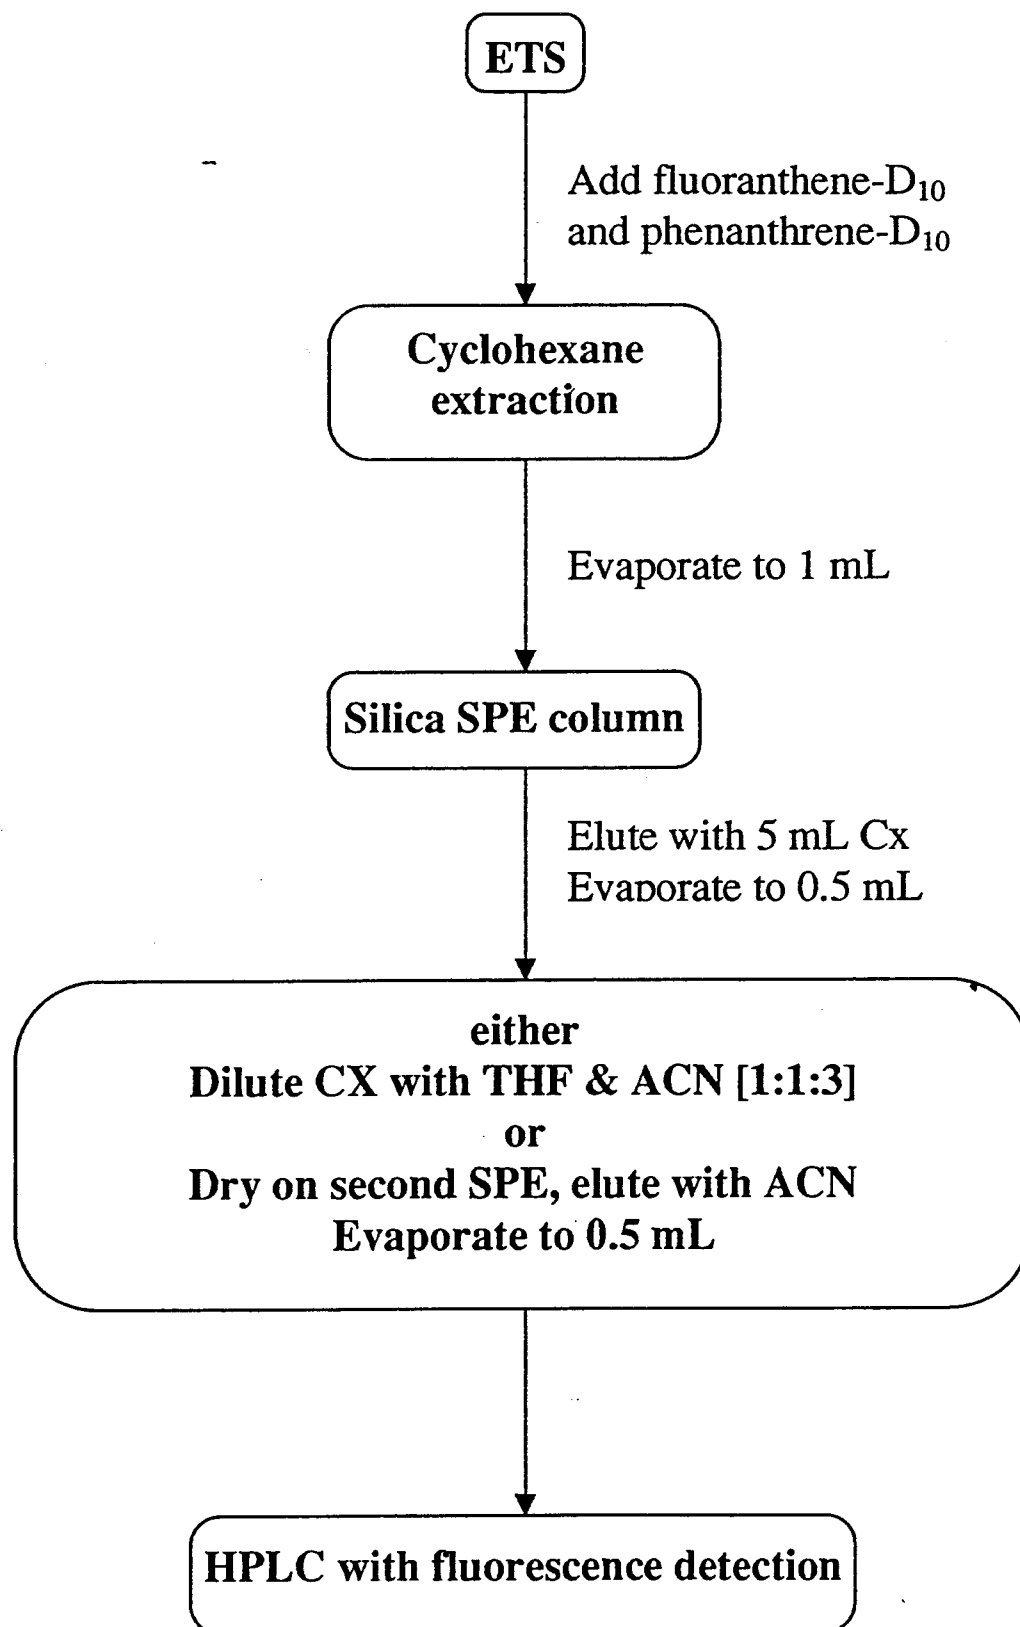 ETS
Add fluoranthene-D₁₀
and phenanthrene-D₁₀
Cyclohexane
extraction
Evaporate to 1 mL
Silica SPE column
Elute with 5 mL Cx
Evaporate to 0.5 mL
either
Dilute CX with THF & ACN [1:1:3]
or
Dry on second SPE, elute with ACN
Evaporate to 0.5 mL
HPLC with fluorescence detection